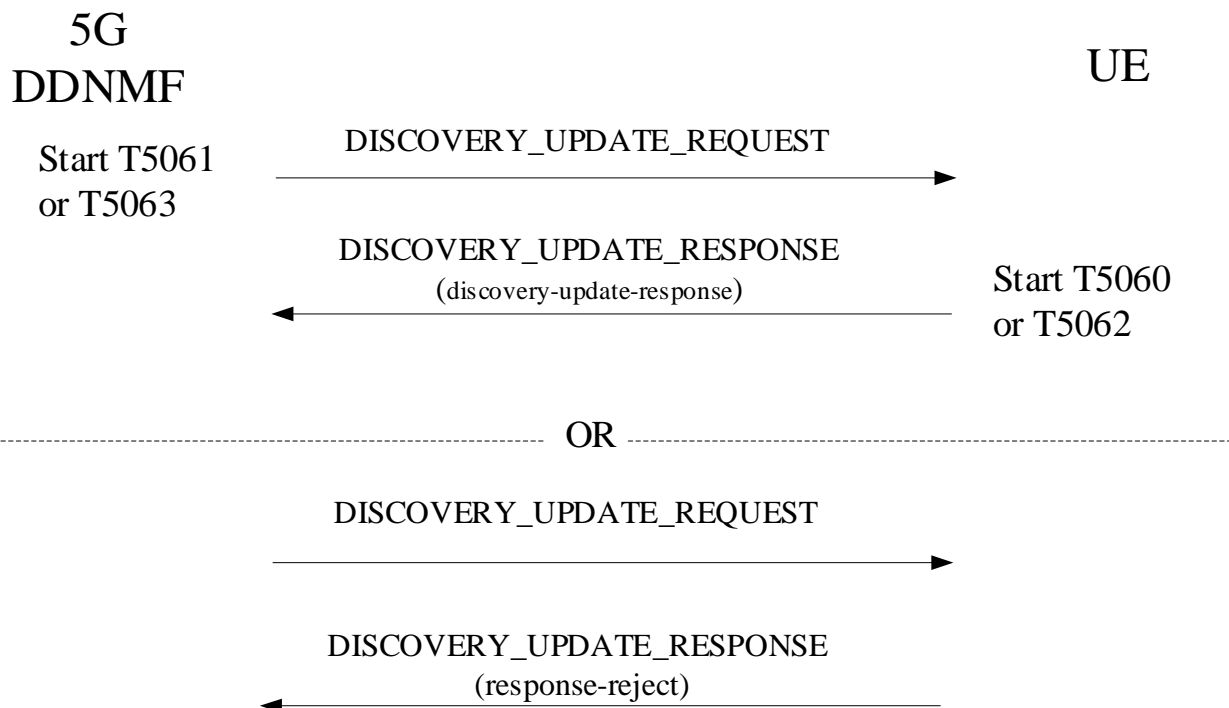 5G
DDNMF
UE
Start T5061
or T5063
DISCOVERY_UPDATE_REQUEST
DISCOVERY_UPDATE_RESPONSE
(discovery-update-response)
Start T5060
or T5062
OR
DISCOVERY_UPDATE_REQUEST
DISCOVERY_UPDATE_RESPONSE
(response-reject)